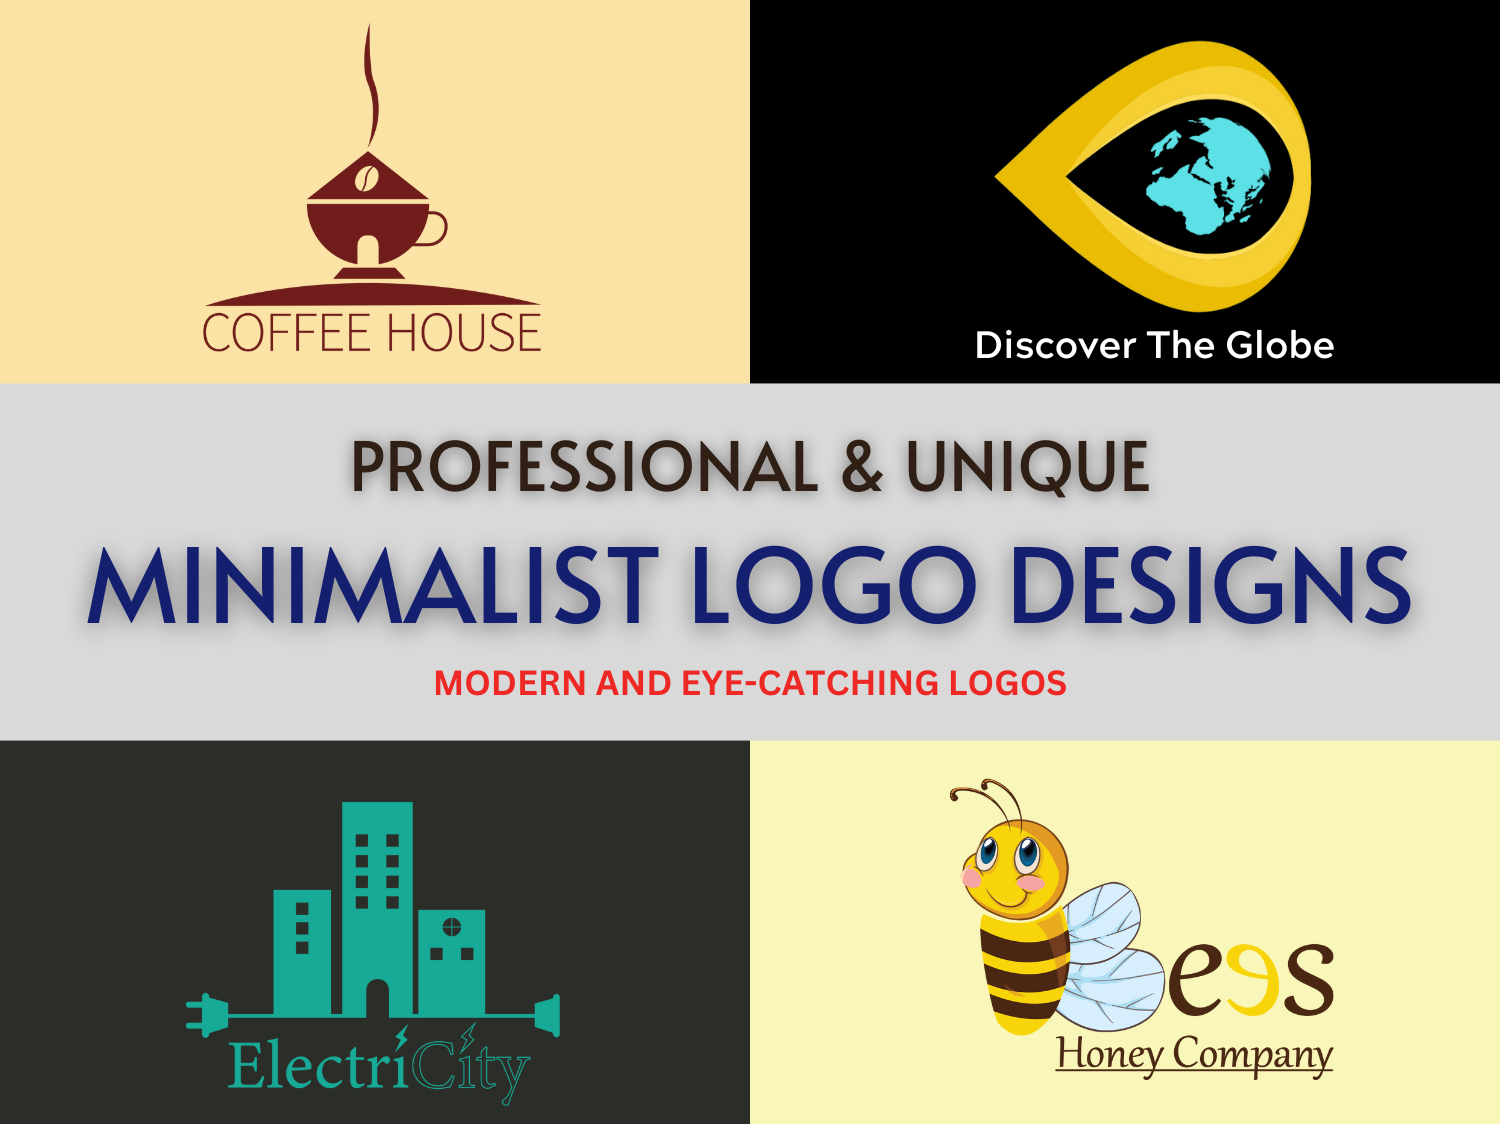 COFFEE HOUSE
Discover The Globe
PROFESSIONAL & UNIQUE
MINIMALIST LOGO DESIGNS
MODERN AND EYE-CATCHING LOGOS
ElectriCity
Bees
Honey Company